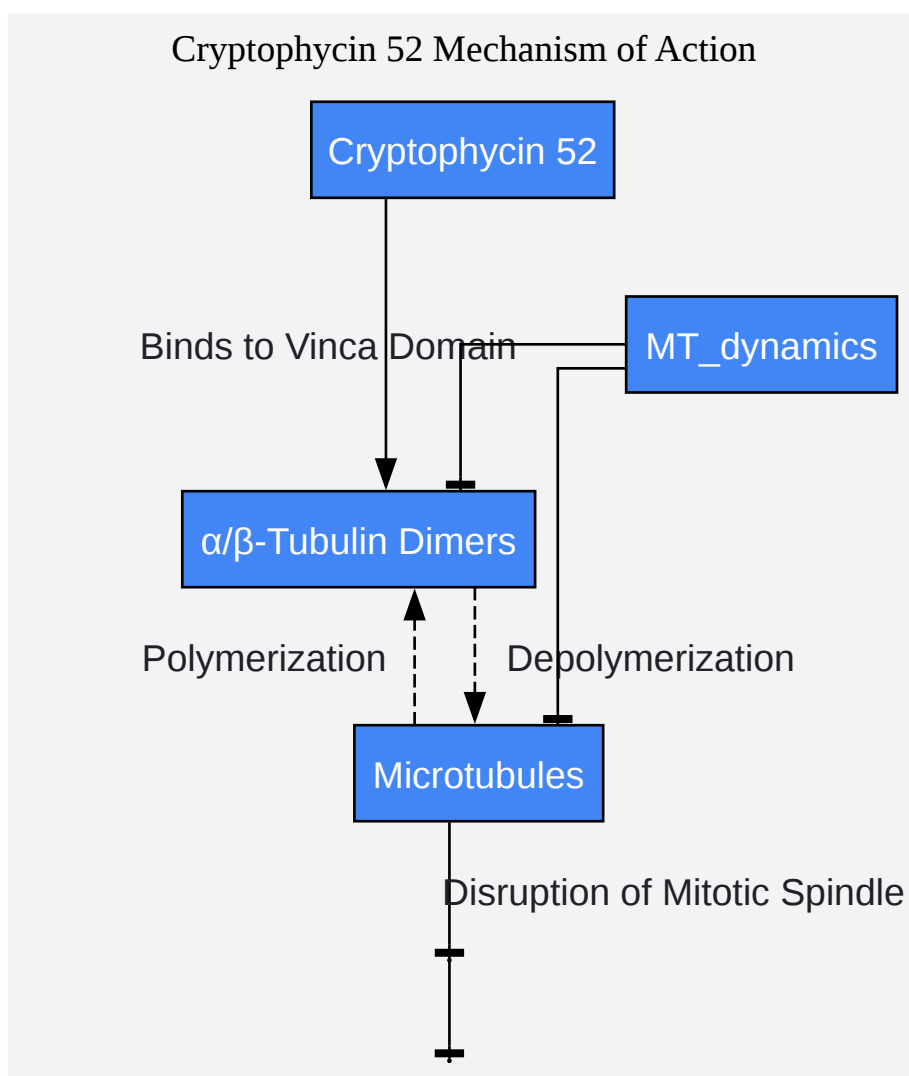 Cryptophycin 52 Mechanism of Action
Cryptophycin 52
Binds to Vinca Domain
MT_dynamics
α/β-Tubulin Dimers
Polymerization
Depolymerization
Microtubules
Disruption of Mitotic Spindle